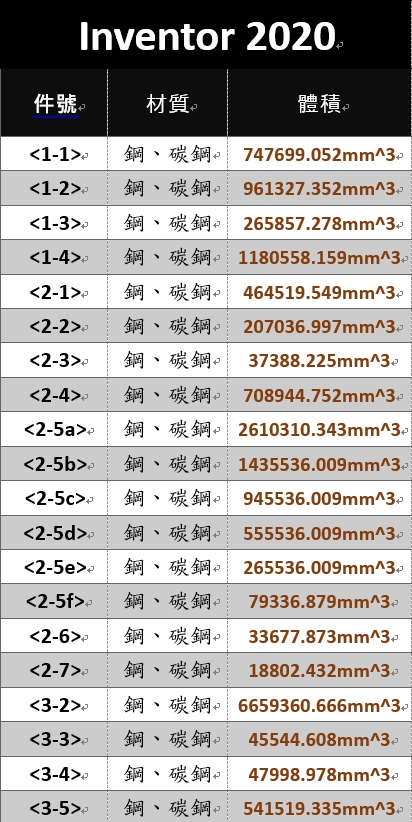 Inventor 2020
件號 材質 體積
<1-1> 鋼、碳鋼 747699.052mm^3
<1-2> 鋼、碳鋼 961327.352mm^3
<1-3> 鋼、碳鋼 265857.278mm^3
<1-4> 鋼、碳鋼 1180558.159mm^3
<2-1> 鋼、碳鋼 464519.549mm^3
<2-2> 鋼、碳鋼 207036.997mm^3
<2-3> 鋼、碳鋼 37388.225mm^3
<2-4> 鋼、碳鋼 708944.752mm^3
<2-5a> 鋼、碳鋼 2610310.343mm^3
<2-5b> 鋼、碳鋼 1435536.009mm^3
<2-5c> 鋼、碳鋼 945536.009mm^3
<2-5d> 鋼、碳鋼 555536.009mm^3
<2-5e> 鋼、碳鋼 265536.009mm^3
<2-5f> 鋼、碳鋼 79336.879mm^3
<2-6> 鋼、碳鋼 33677.873mm^3
<2-7> 鋼、碳鋼 18802.432mm^3
<3-2> 鋼、碳鋼 6659360.666mm^3
<3-3> 鋼、碳鋼 45544.608mm^3
<3-4> 鋼、碳鋼 47998.978mm^3
<3-5> 鋼、碳鋼 541519.335mm^3